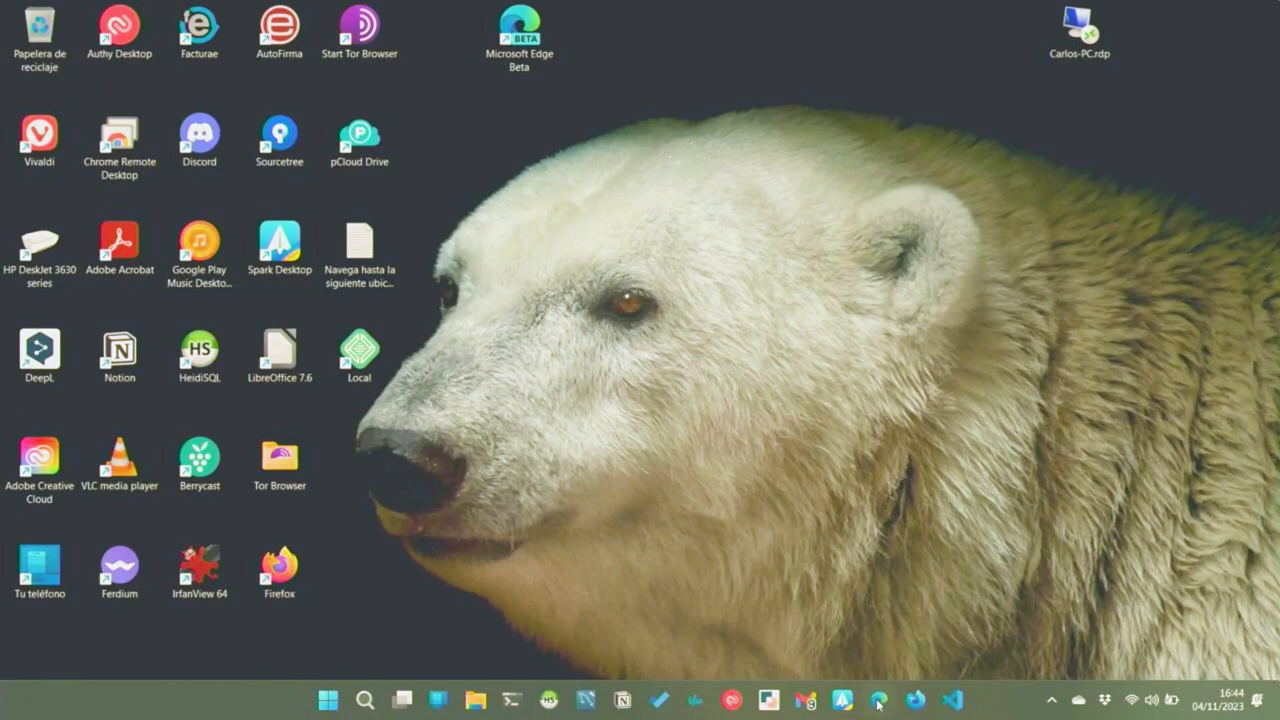 Papelera de
reciclaje
Authy Desktop
Facturae
AutoFirma
Start Tor Browser
BETA
Microsoft Edge
Beta
Carlos-PC.rdp
Vivaldi
Chrome Remote
Desktop
Discord
Sourcetree
P
pCloud Drive
HP DeskJet 3630
series
Adobe Acrobat
Google Play
Music Deskto...
Spark Desktop
Navega hasta la
siguiente ubic...
DeepL
N
Notion
HS
HeidiSQL
LibreOffice 7.6
Local
Adobe Creative
Cloud
VLC media player
Berrycast
Tor Browser
Tu teléfono
Ferdium
IrfanView 64
Firefox
HS
N
16:44
04/11/2023